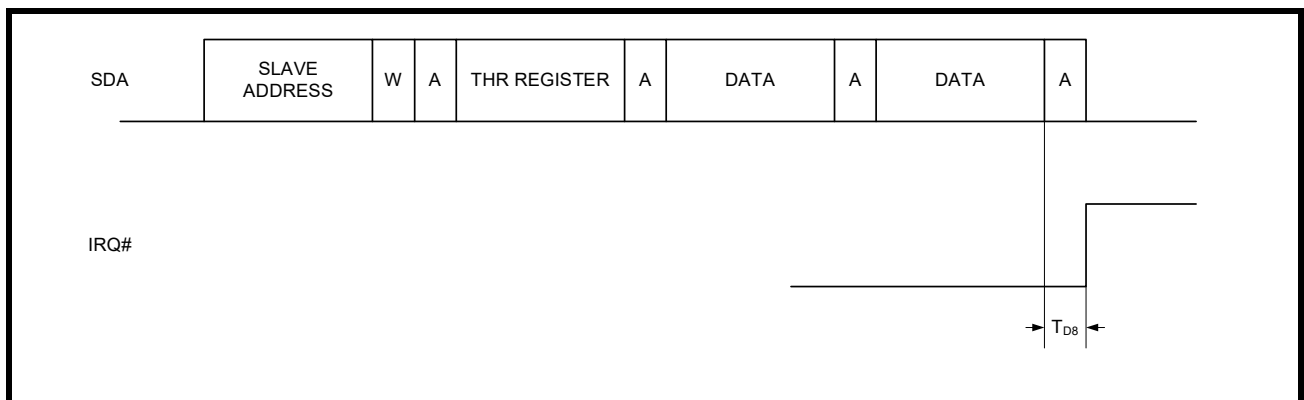 SDA
SLAVE
ADDRESS
W
A
THR REGISTER
A
DATA
A
DATA
A
IRQ#
TD8